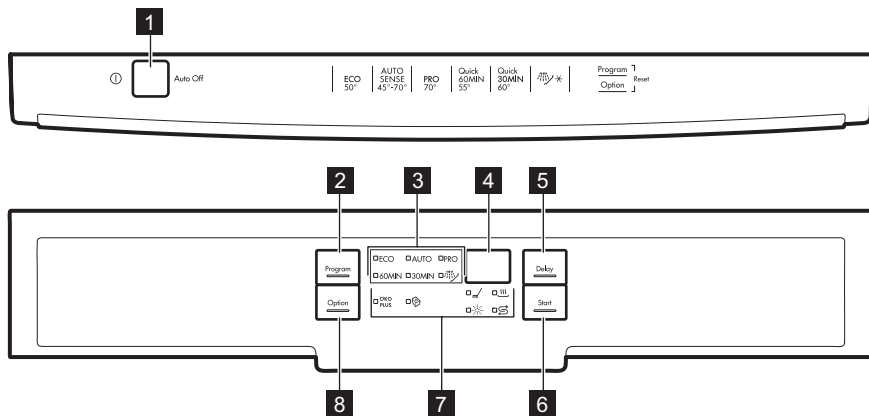 1
Auto Off
ECO
50°
AUTO
SENSE
45°-70°
PRO
70°
Quick
60MIN
55°
Quick
30MIN
60°
Program
Option
Reset
2
3
4
5
Program
ECO AUTO PRO
60MIN 30MIN
Delay
Option
ÖKO
PLUS
Start
8
7
6